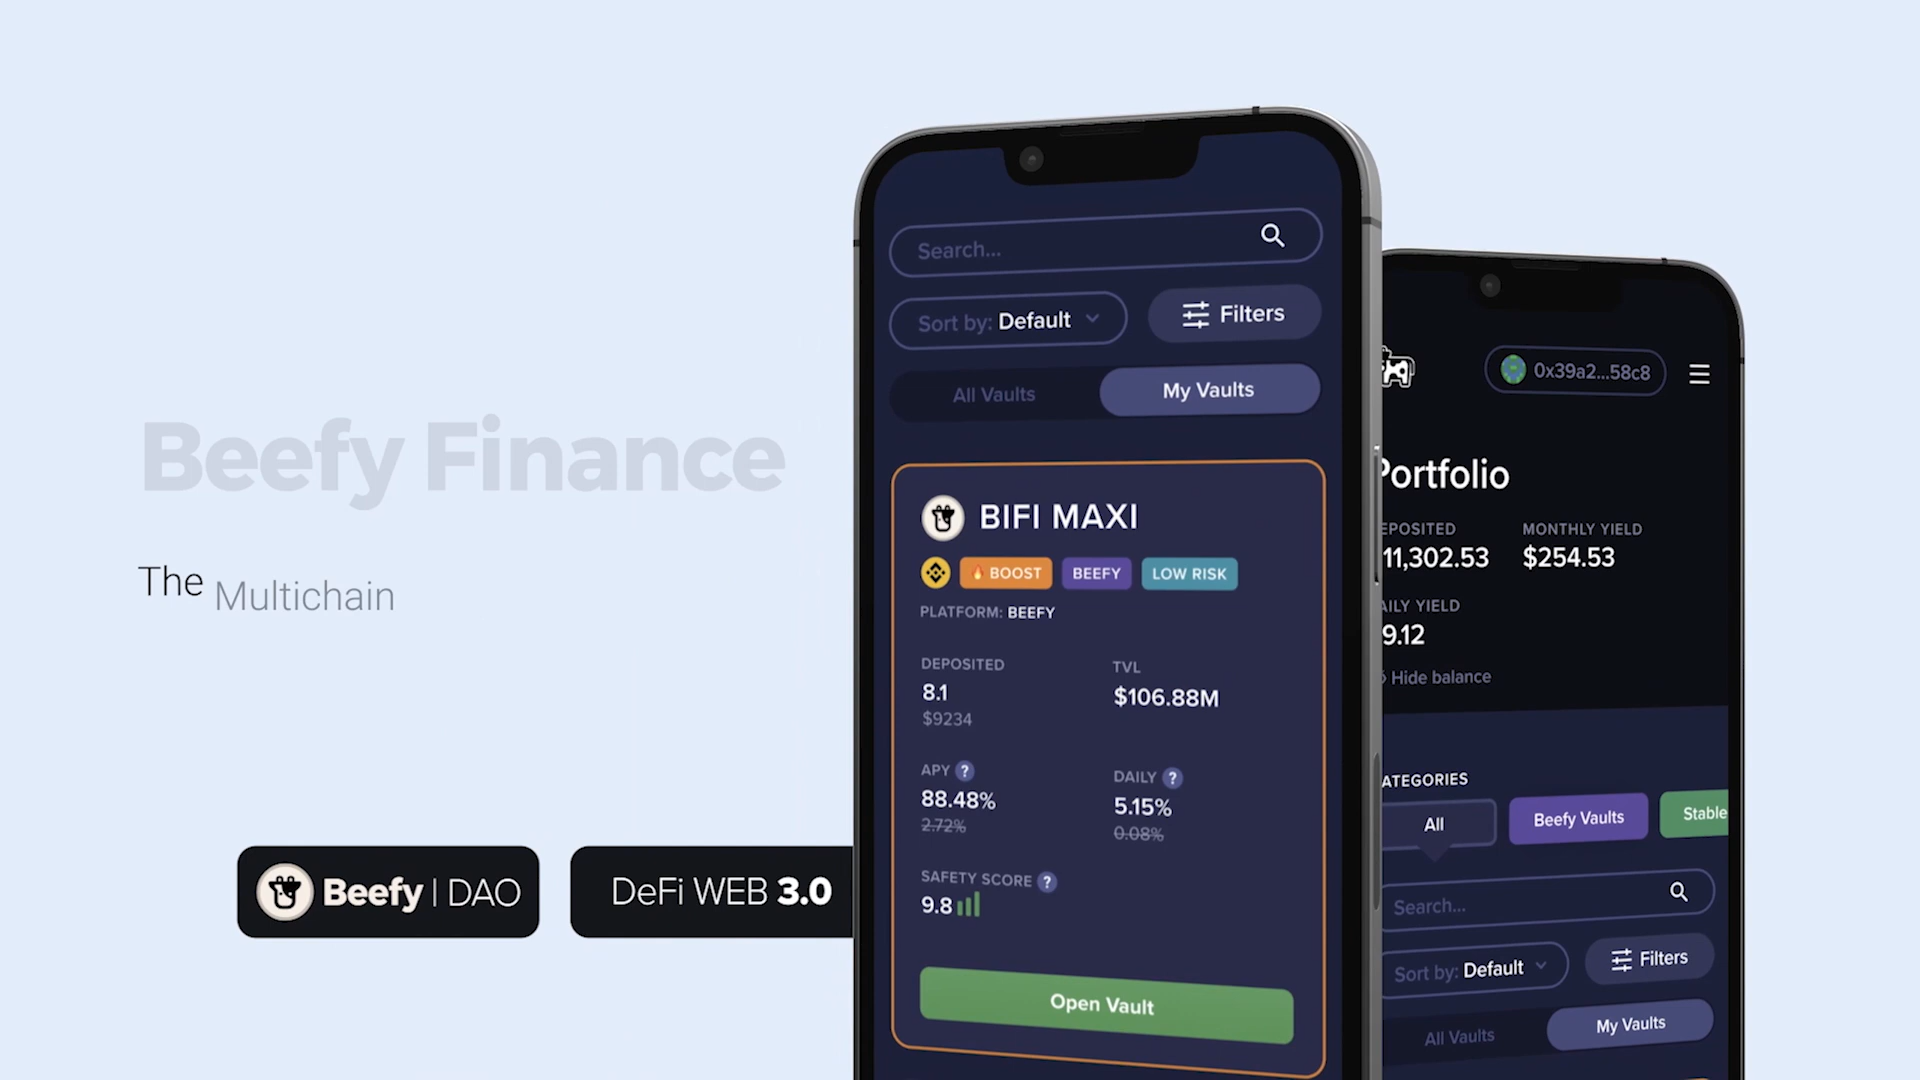 Beefy Finance
The Multichain
Beefy | DAO
DeFi WEB 3.0
Search...
Sort by: Default
Filters
All Vaults
My Vaults
BIFI MAXI
BOOST
BEEFY
LOW RISK
PLATFORM: BEEFY
DEPOSITED
8.1
$9234
TVL
$106.88M
APY ?
88.48%
2.72%
DAILY ?
5.15%
0.08%
SAFETY SCORE ?
9.8
Open Vault
0x39a2...58c8
Portfolio
EPOSITED
11,302.53
MONTHLY YIELD
$254.53
AILY YIELD
9.12
Hide balance
ATEGORIES
All
Beefy Vaults
Stable
Search...
Sort by: Default
Filters
All Vaults
My Vaults